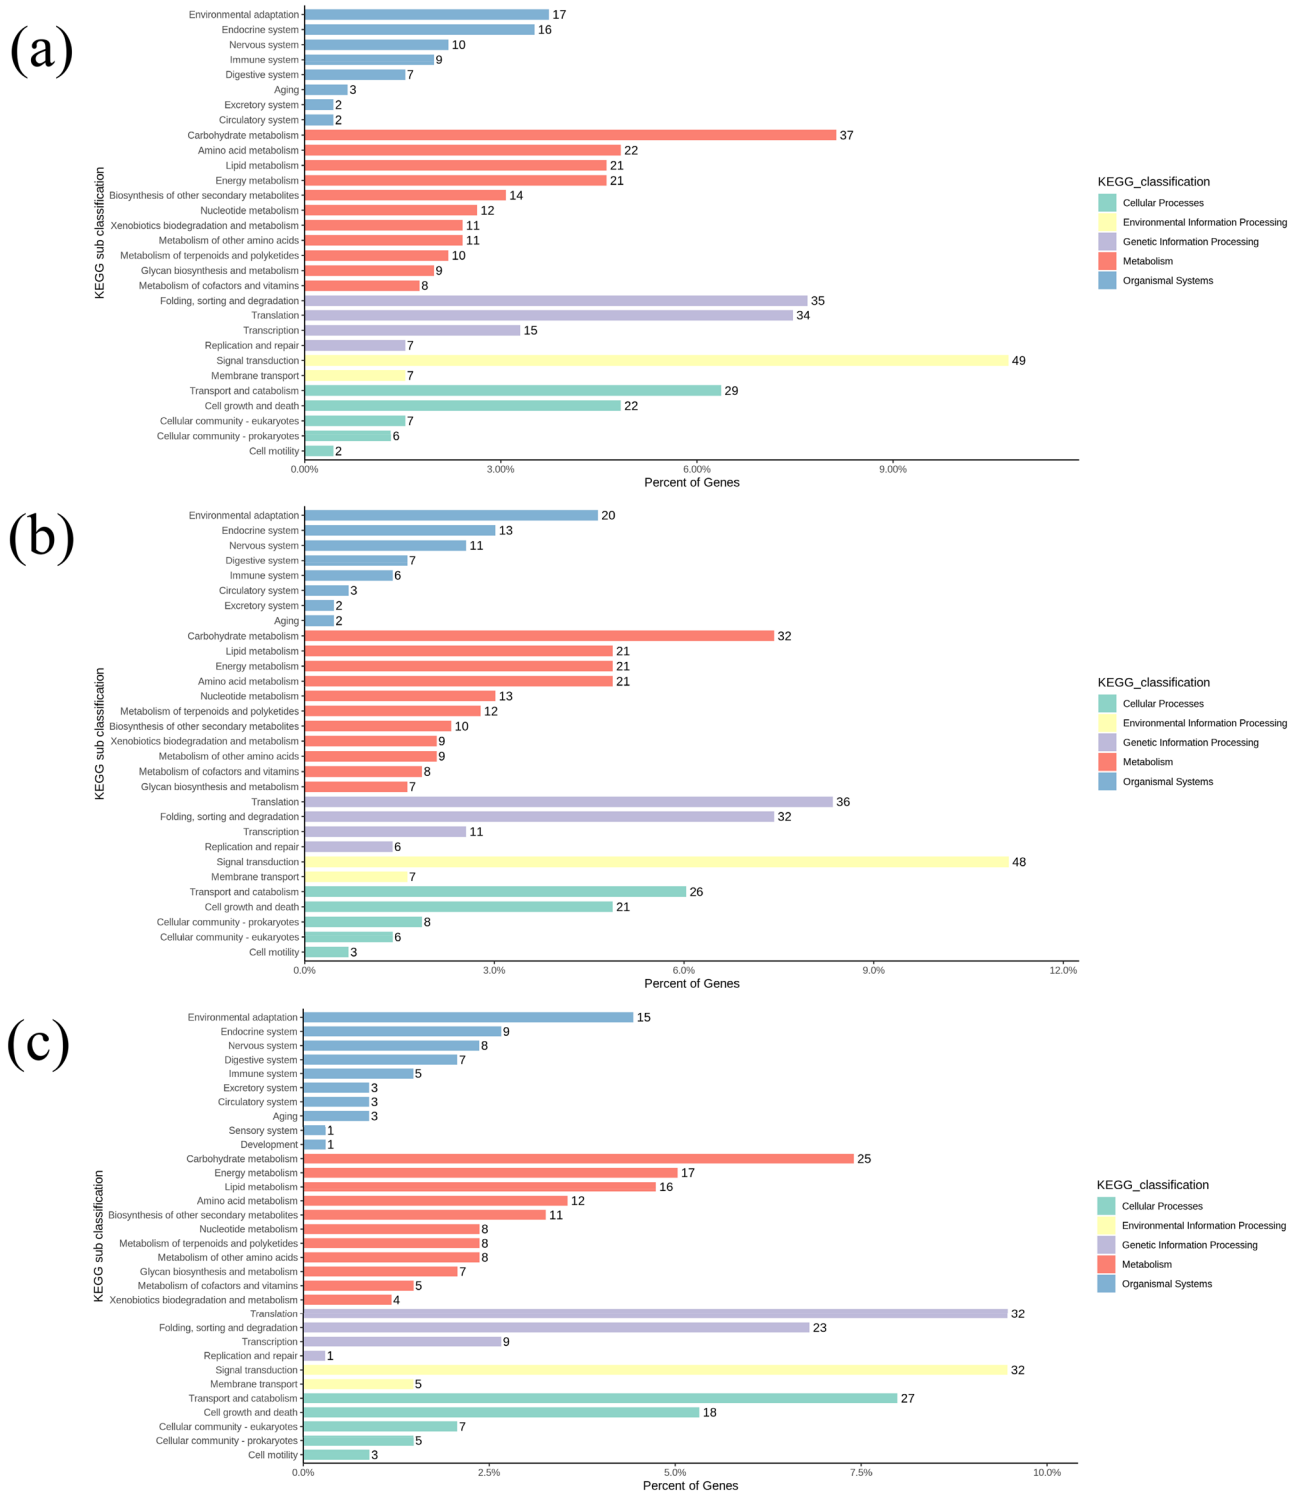 (a)
KEGG sub classification
Environmental adaptation 17
Endocrine system 16
Nervous system 10
Immune system 9
Digestive system 7
Aging 3
Excretory system 2
Circulatory system 2
Carbohydrate metabolism 37
Amino acid metabolism 22
Lipid metabolism 21
Energy metabolism 21
Biosynthesis of other secondary metabolites 14
Nucleotide metabolism 12
Xenobiotics biodegradation and metabolism 11
Metabolism of other amino acids 11
Metabolism of terpenoids and polyketides 10
Glycan biosynthesis and metabolism 9
Metabolism of cofactors and vitamins 8
Folding, sorting and degradation 35
Translation 34
Transcription 15
Replication and repair 7
Signal transduction 49
Membrane transport 7
Transport and catabolism 29
Cell growth and death 22
Cellular community - eukaryotes 7
Cellular community - prokaryotes 6
Cell motility 2
0.00% 3.00% 6.00% 9.00%
Percent of Genes
KEGG_classification
Cellular Processes
Environmental Information Processing
Genetic Information Processing
Metabolism
Organismal Systems
(b)
KEGG sub classification
Environmental adaptation 20
Endocrine system 13
Nervous system 11
Digestive system 7
Immune system 6
Circulatory system 3
Excretory system 2
Aging 2
Carbohydrate metabolism 32
Lipid metabolism 21
Energy metabolism 21
Amino acid metabolism 21
Nucleotide metabolism 13
Metabolism of terpenoids and polyketides 12
Biosynthesis of other secondary metabolites 10
Xenobiotics biodegradation and metabolism 9
Metabolism of other amino acids 9
Metabolism of cofactors and vitamins 8
Glycan biosynthesis and metabolism 7
Translation 36
Folding, sorting and degradation 32
Transcription 11
Replication and repair 6
Signal transduction 48
Membrane transport 7
Transport and catabolism 26
Cell growth and death 21
Cellular community - prokaryotes 8
Cellular community - eukaryotes 6
Cell motility 3
0.0% 3.0% 6.0% 9.0% 12.0%
Percent of Genes
KEGG_classification
Cellular Processes
Environmental Information Processing
Genetic Information Processing
Metabolism
Organismal Systems
(c)
KEGG sub classification
Environmental adaptation 15
Endocrine system 9
Nervous system 8
Digestive system 7
Immune system 5
Excretory system 3
Circulatory system 3
Aging 3
Sensory system 1
Development 1
Carbohydrate metabolism 25
Energy metabolism 17
Lipid metabolism 16
Amino acid metabolism 12
Biosynthesis of other secondary metabolites 11
Nucleotide metabolism 8
Metabolism of terpenoids and polyketides 8
Metabolism of other amino acids 8
Glycan biosynthesis and metabolism 7
Metabolism of cofactors and vitamins 5
Xenobiotics biodegradation and metabolism 4
Translation 32
Folding, sorting and degradation 23
Transcription 9
Replication and repair 1
Signal transduction 32
Membrane transport 5
Transport and catabolism 27
Cell growth and death 18
Cellular community - eukaryotes 7
Cellular community - prokaryotes 5
Cell motility 3
0.0% 2.5% 5.0% 7.5% 10.0%
Percent of Genes
KEGG_classification
Cellular Processes
Environmental Information Processing
Genetic Information Processing
Metabolism
Organismal Systems